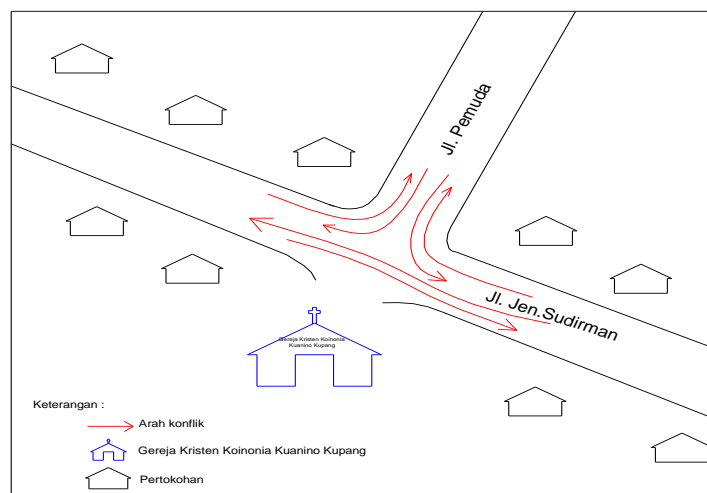 Jl. Pemuda
Jl. Jen.Sudirman
Gereja Kristen Koinonia
Kuanino Kupang
Keterangan :
Arah konflik
Gereja Kristen Koinonia Kuanino Kupang
Pertokohan